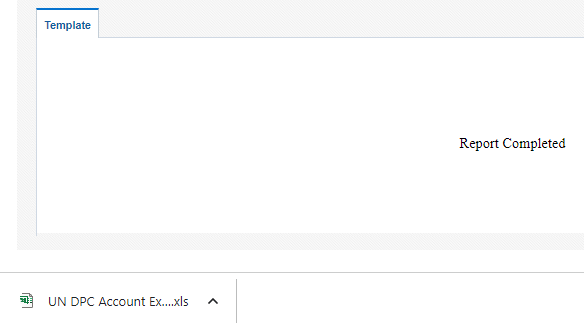 Template
Report Completed
UN DPC Account Ex....xls